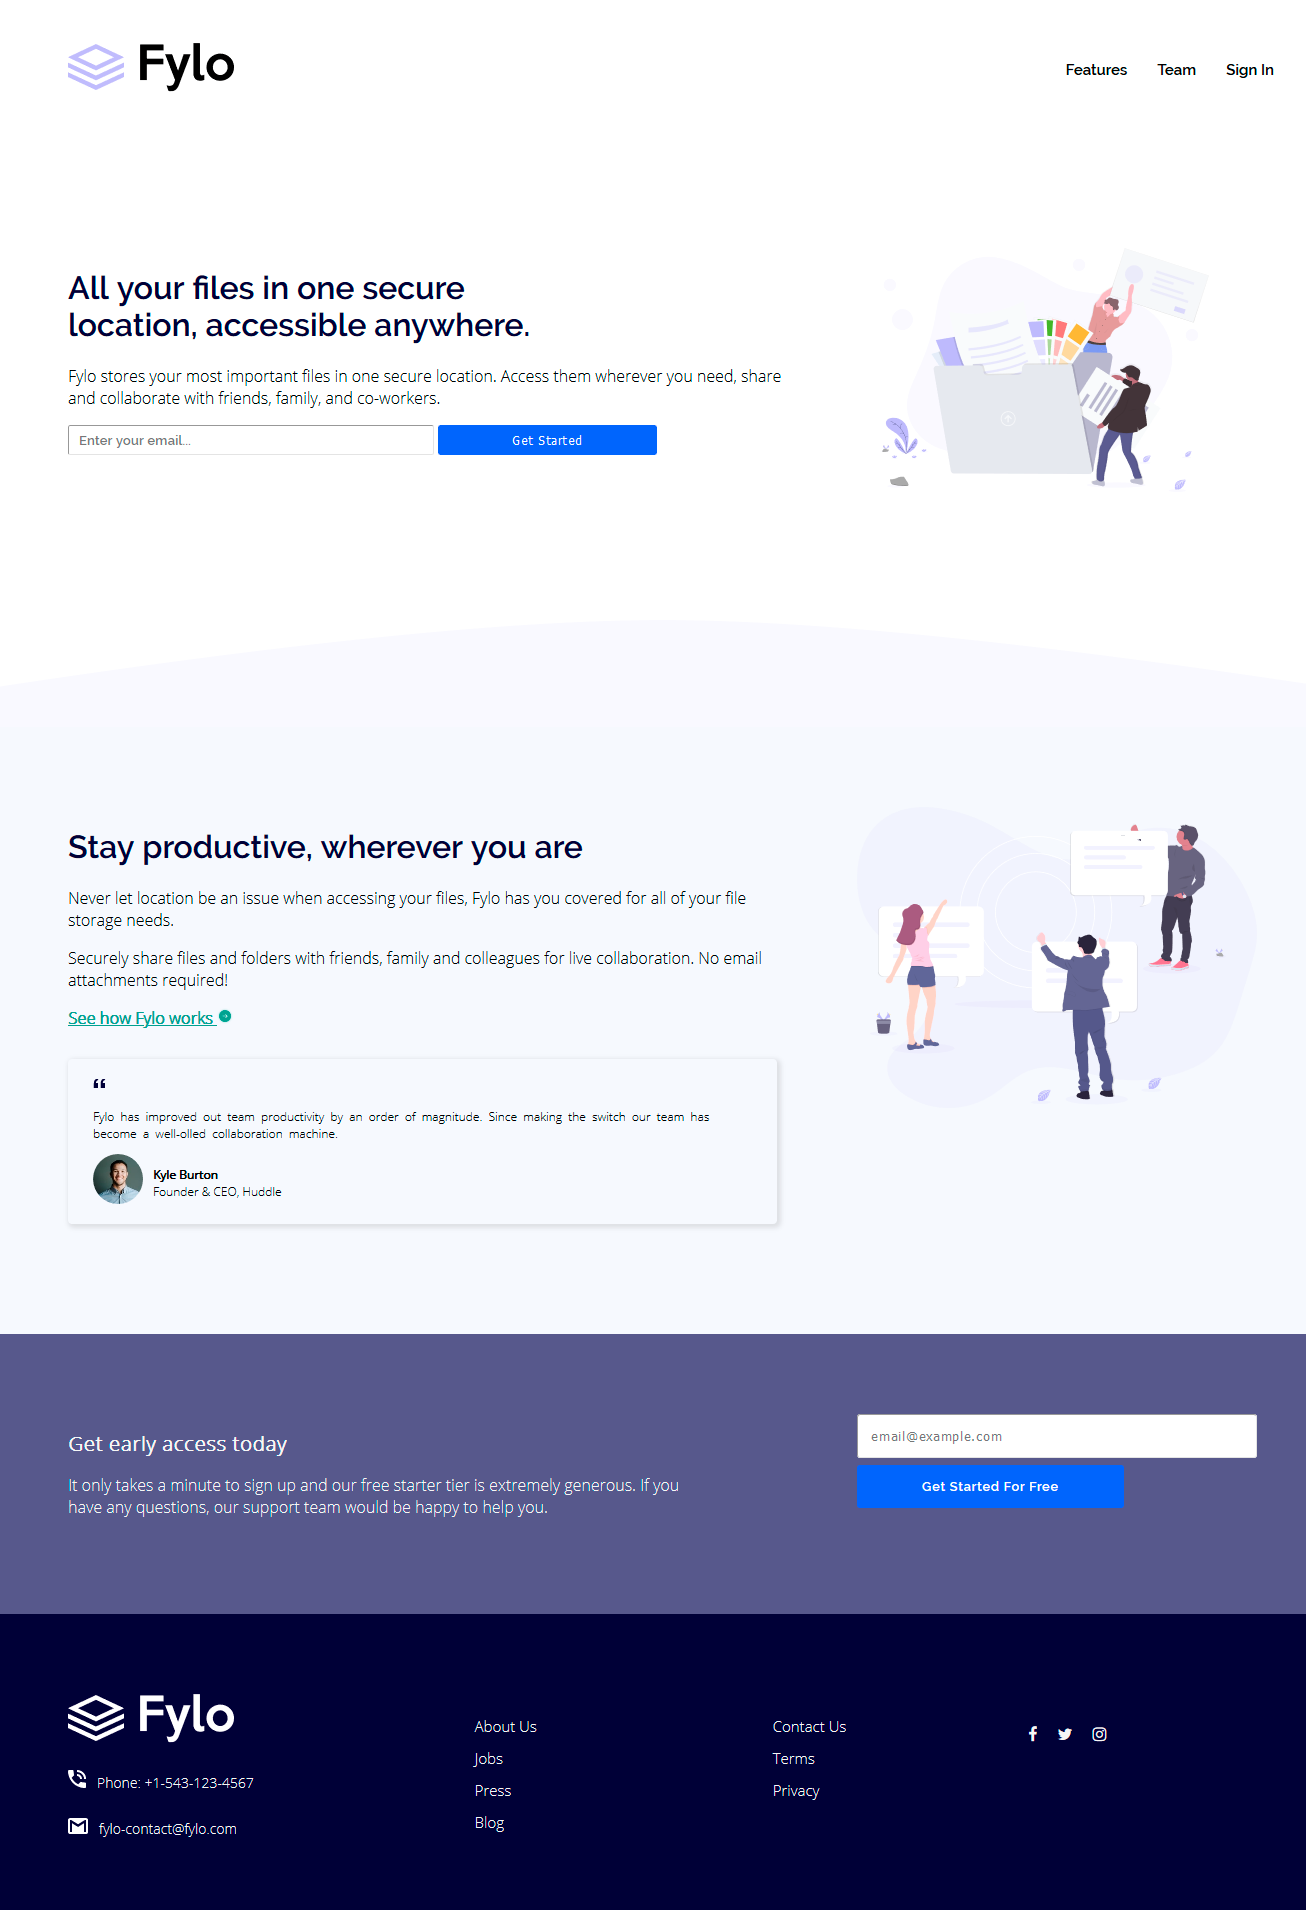 Fylo
Features Team Sign In
All your files in one secure
location, accessible anywhere.
Fylo stores your most important files in one secure location. Access them wherever you need, share
and collaborate with friends, family, and co-workers.
Enter your email... Get Started
Stay productive, wherever you are
Never let location be an issue when accessing your files, Fylo has you covered for all of your file
storage needs.
Securely share files and folders with friends, family and colleagues for live collaboration. No email
attachments required!
See how Fylo works
“
Fylo has improved out team productivity by an order of magnitude. Since making the switch our team has
become a well-olled collaboration machine.
Kyle Burton
Founder & CEO, Huddle
Get early access today
It only takes a minute to sign up and our free starter tier is extremely generous. If you
have any questions, our support team would be happy to help you.
email@example.com
Get Started For Free
Fylo
Phone: +1-543-123-4567
fylo-contact@fylo.com
About Us
Jobs
Press
Blog
Contact Us
Terms
Privacy